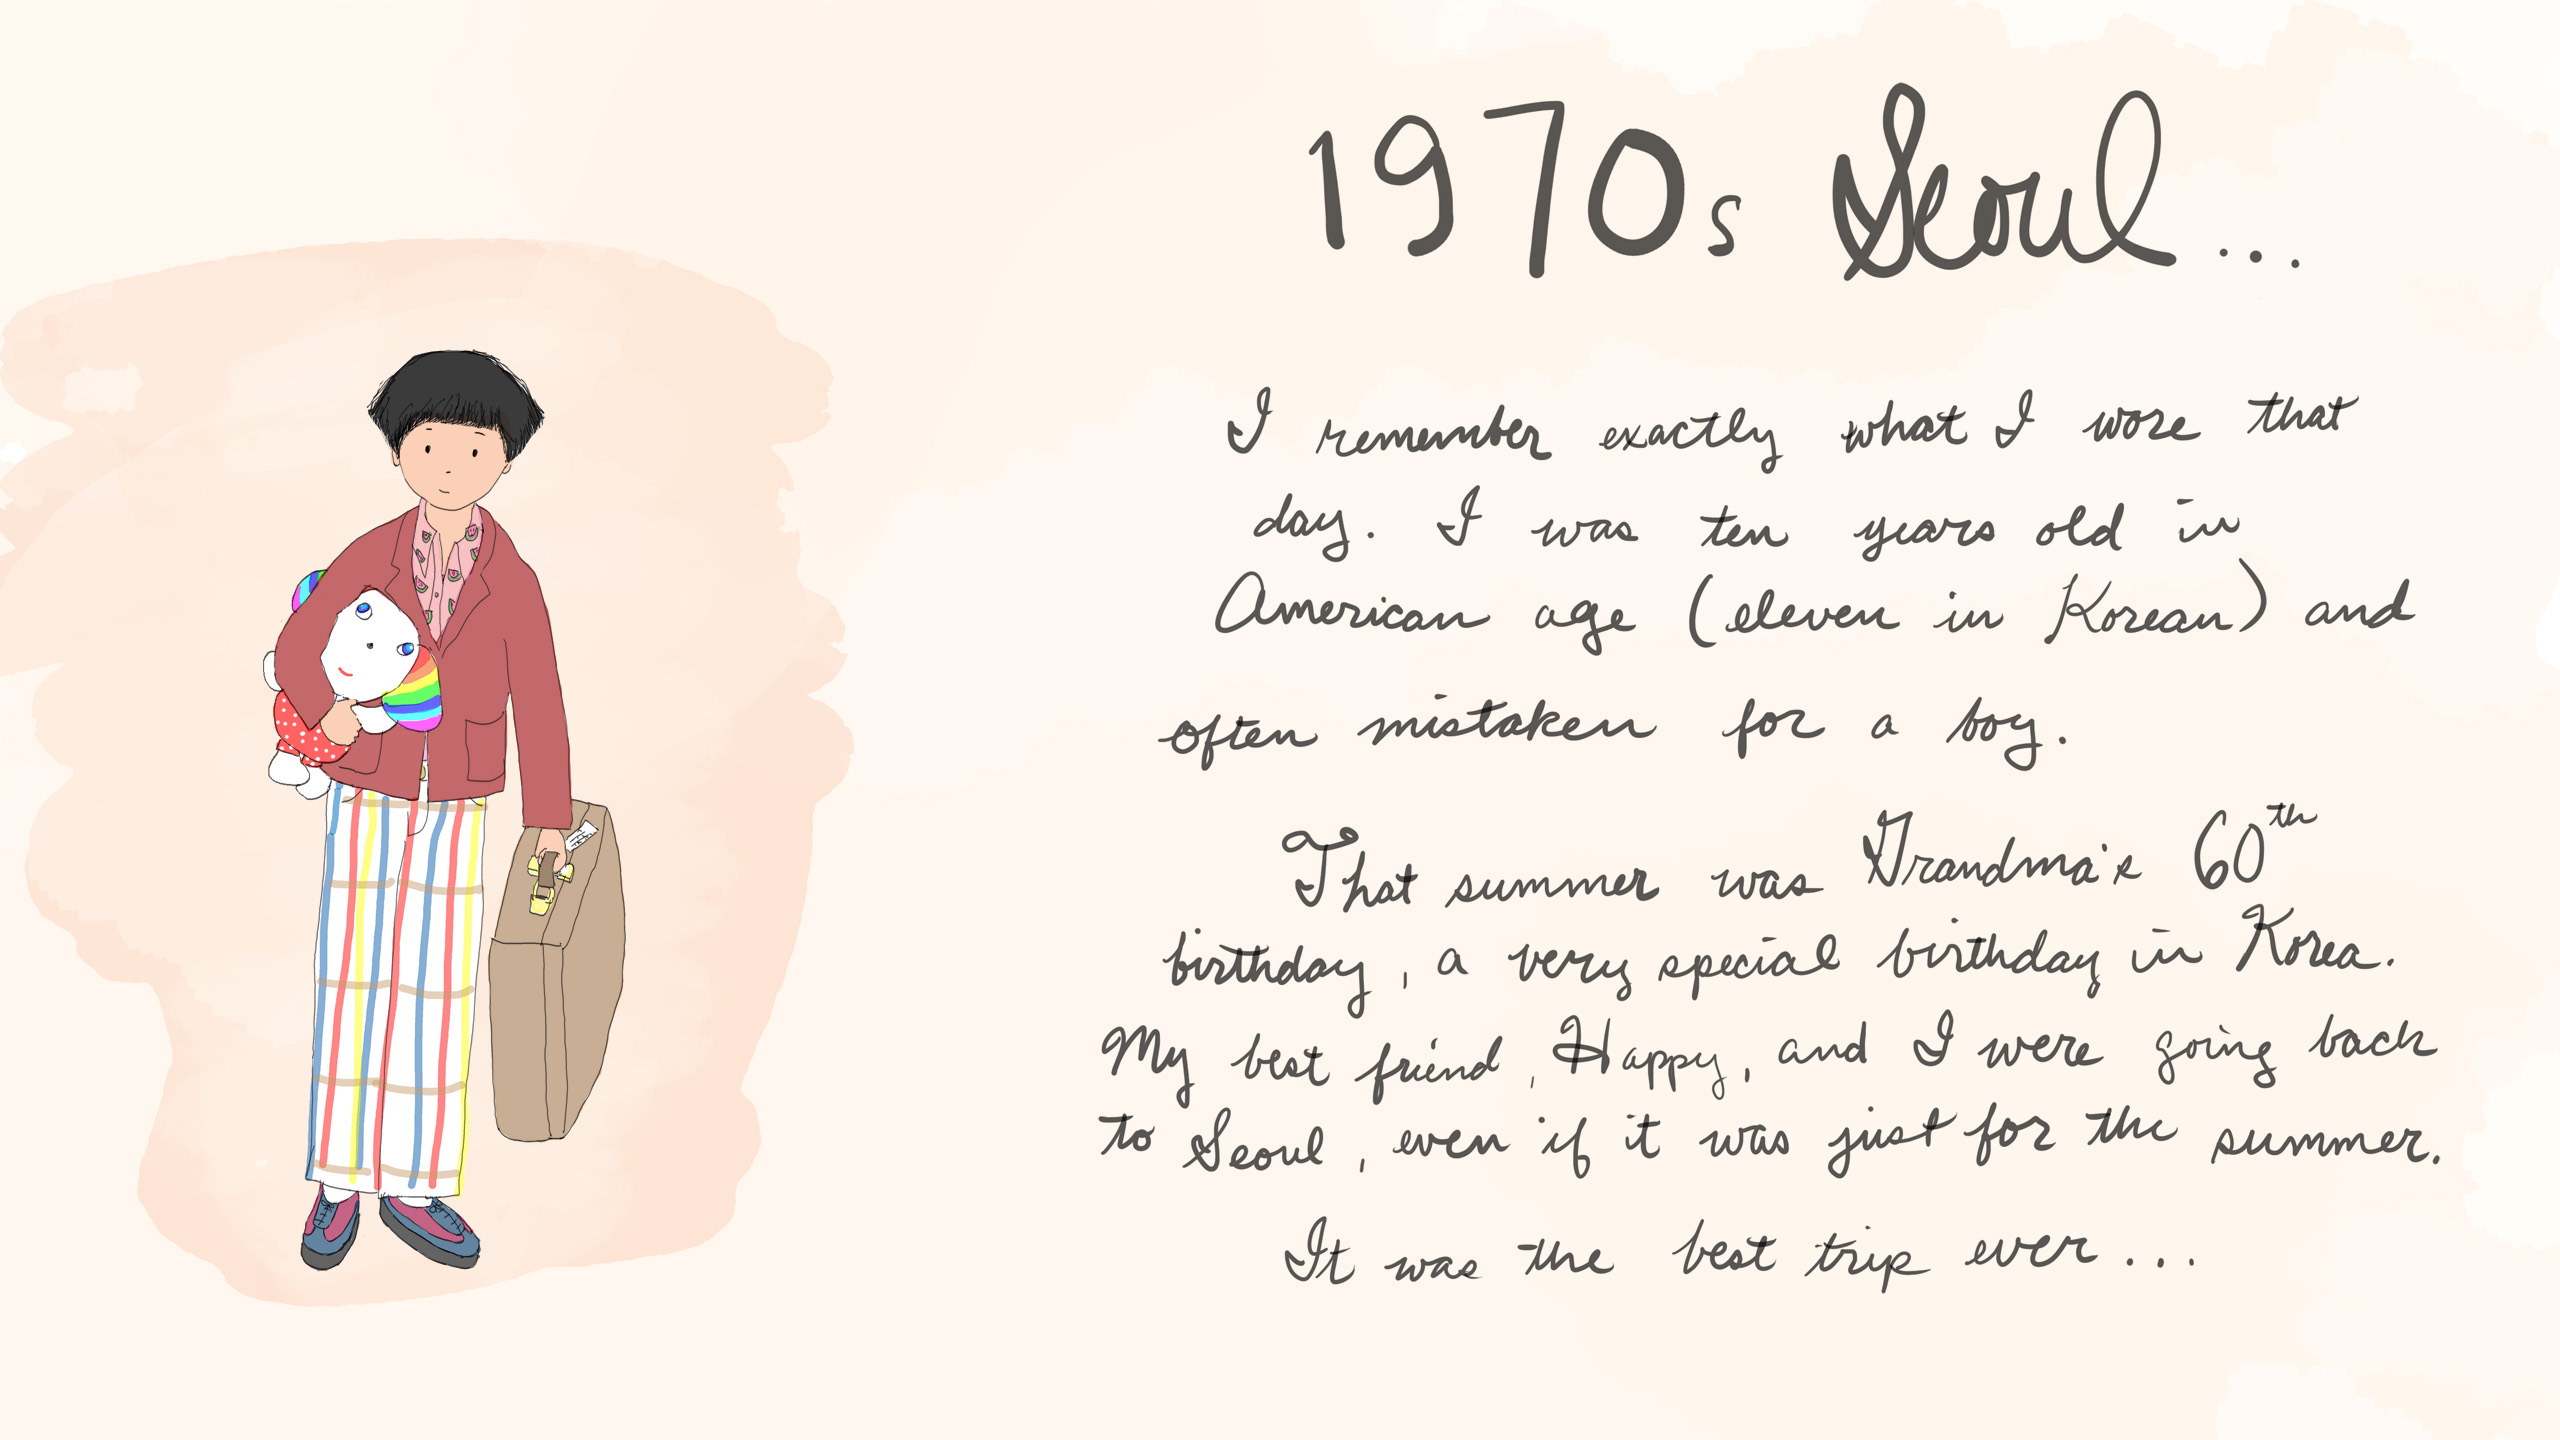 1970s Seoul...
I remember exactly what I wore that
day. I was ten years old in
American age (eleven in Korean) and
often mistaken for a boy.
That summer was Grandma's 60th
birthday, a very special birthday in Korea.
My best friend, Happy, and I were going back
to Seoul, even if it was just for the summer.
It was the best trip ever...